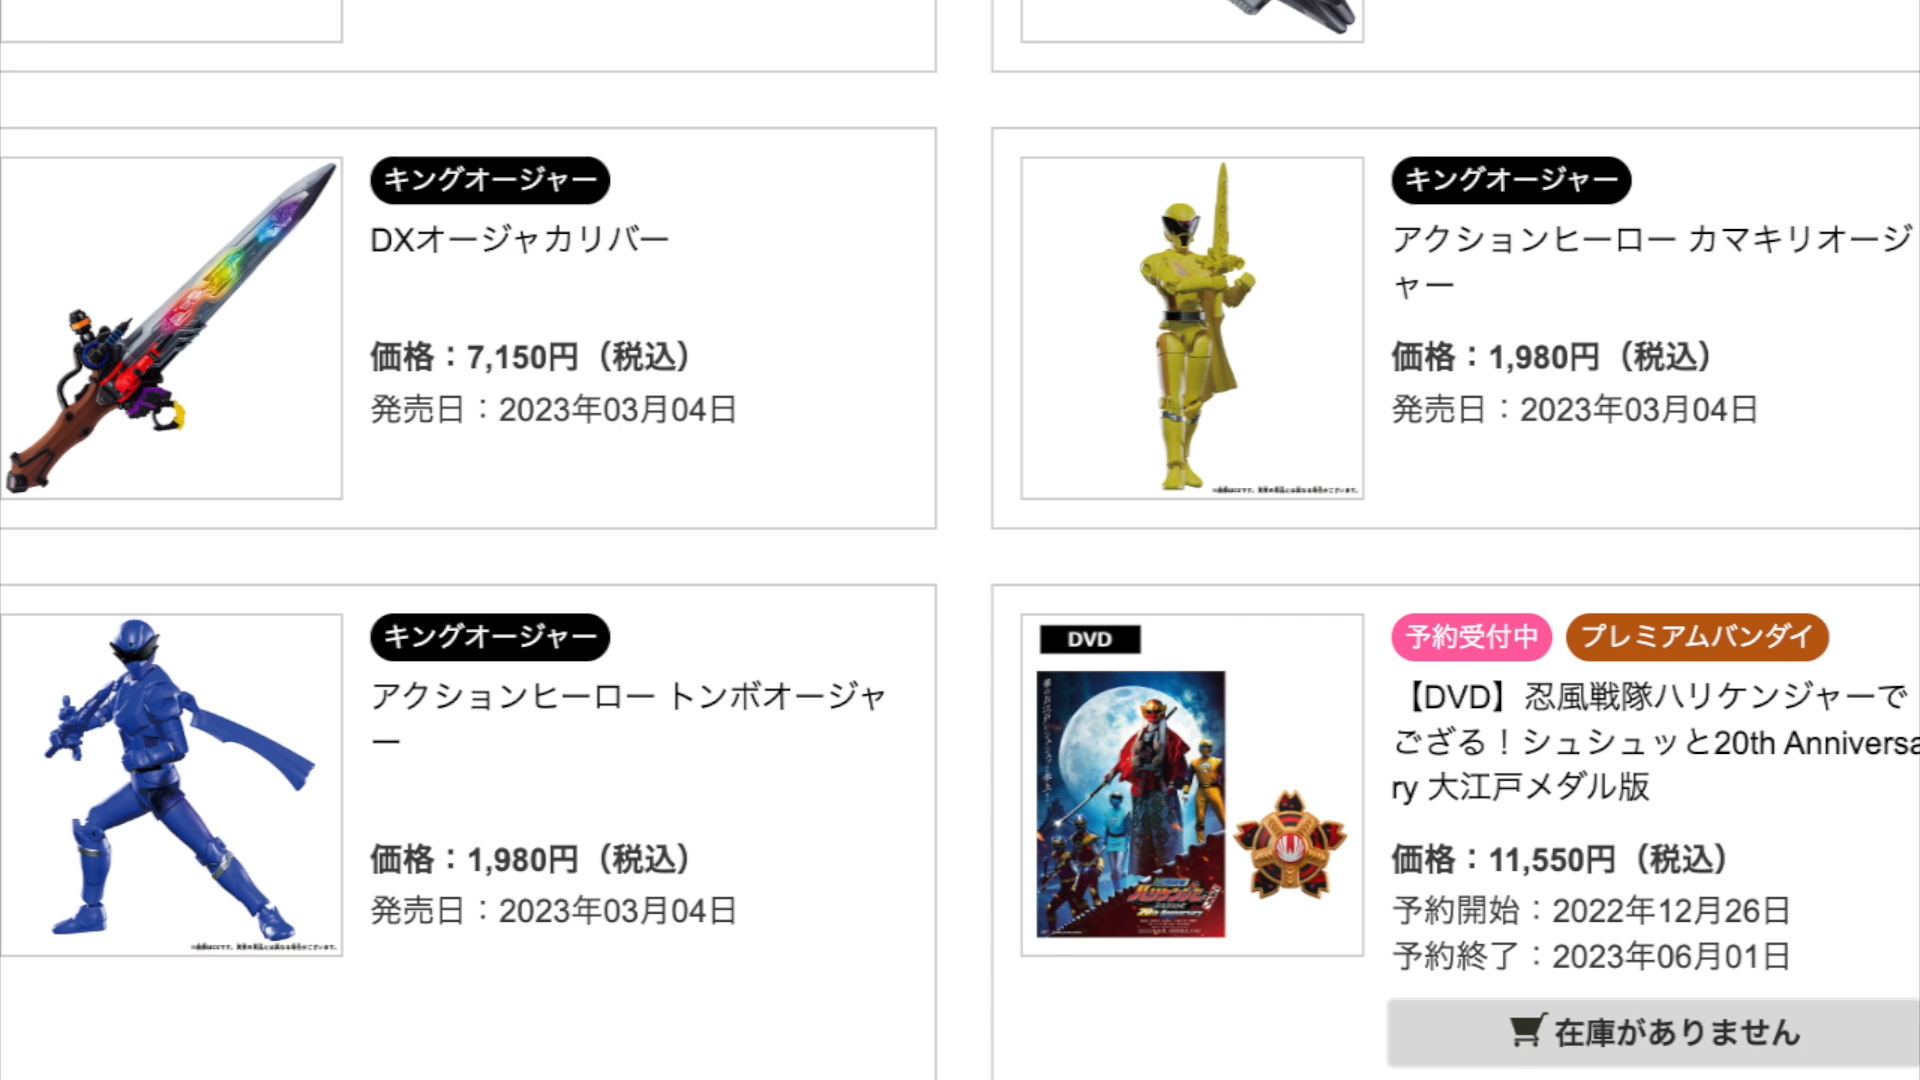 キングオージャー
DXオージャカリバー
価格：7,150円（税込）
発売日：2023年03月04日
キングオージャー
アクションヒーロー カマキリオージ
ャー
価格：1,980円（税込）
発売日：2023年03月04日
キングオージャー
アクションヒーロー トンボオージャ
ー
価格：1,980円（税込）
発売日：2023年03月04日
DVD
予約受付中
プレミアムバンダイ
【DVD】忍風戦隊ハリケンジャーで
ござる！シュシュッと20th Anniversa
ry 大江戸メダル版
価格：11,550円（税込）
予約開始：2022年12月26日
予約終了：2023年06月01日
在庫がありません